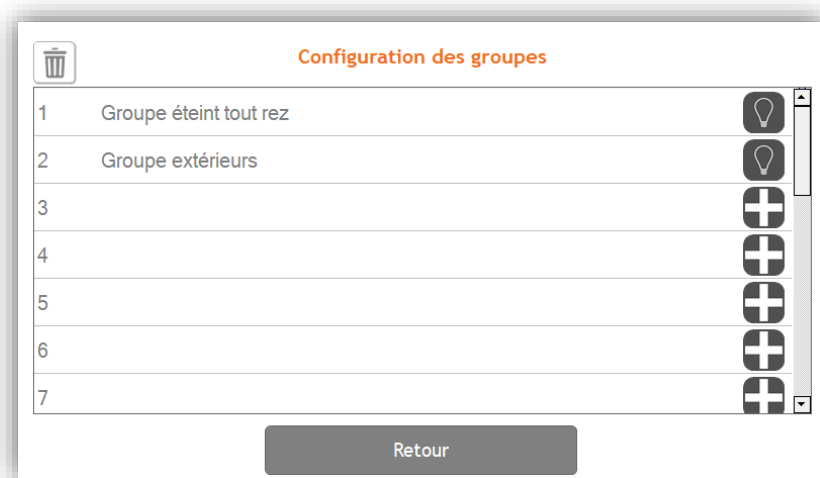 Configuration des groupes
1 Groupe éteint tout rez
2 Groupe extérieurs
3
4
5
6
7
Retour